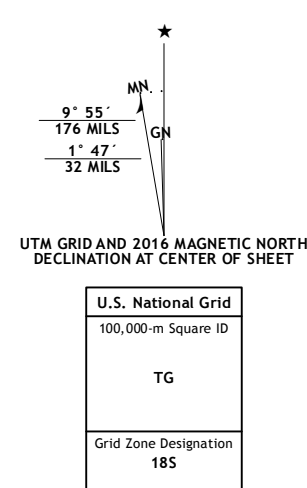 ★
MN
9° 55´
176 MILS
GN
1° 47´
32 MILS
UTM GRID AND 2016 MAGNETIC NORTH
DECLINATION AT CENTER OF SHEET
U.S. National Grid
100,000-m Square ID
TG
Grid Zone Designation
18S